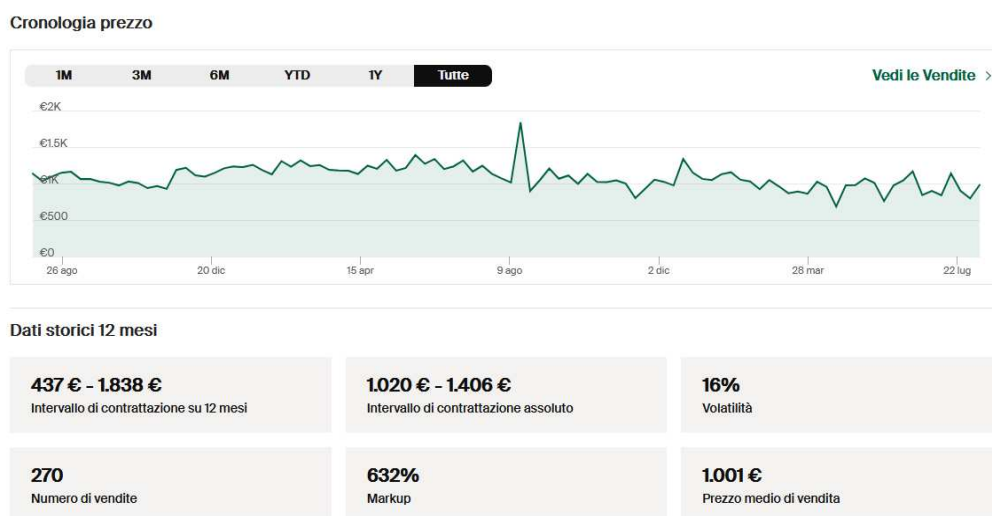 Cronologia prezzo
1M 3M 6M YTD 1Y Tutte
Vedi le Vendite
€2K
€1.5K
€1K
€500
€0
26 ago 20 dic 15 apr 9 ago 2 dic 28 mar 22 lug
Dati storici 12 mesi
437 € - 1.838 €
Intervallo di contrattazione su 12 mesi
1.020 € - 1.406 €
Intervallo di contrattazione assoluto
16%
Volatilità
270
Numero di vendite
632%
Markup
1.001 €
Prezzo medio di vendita